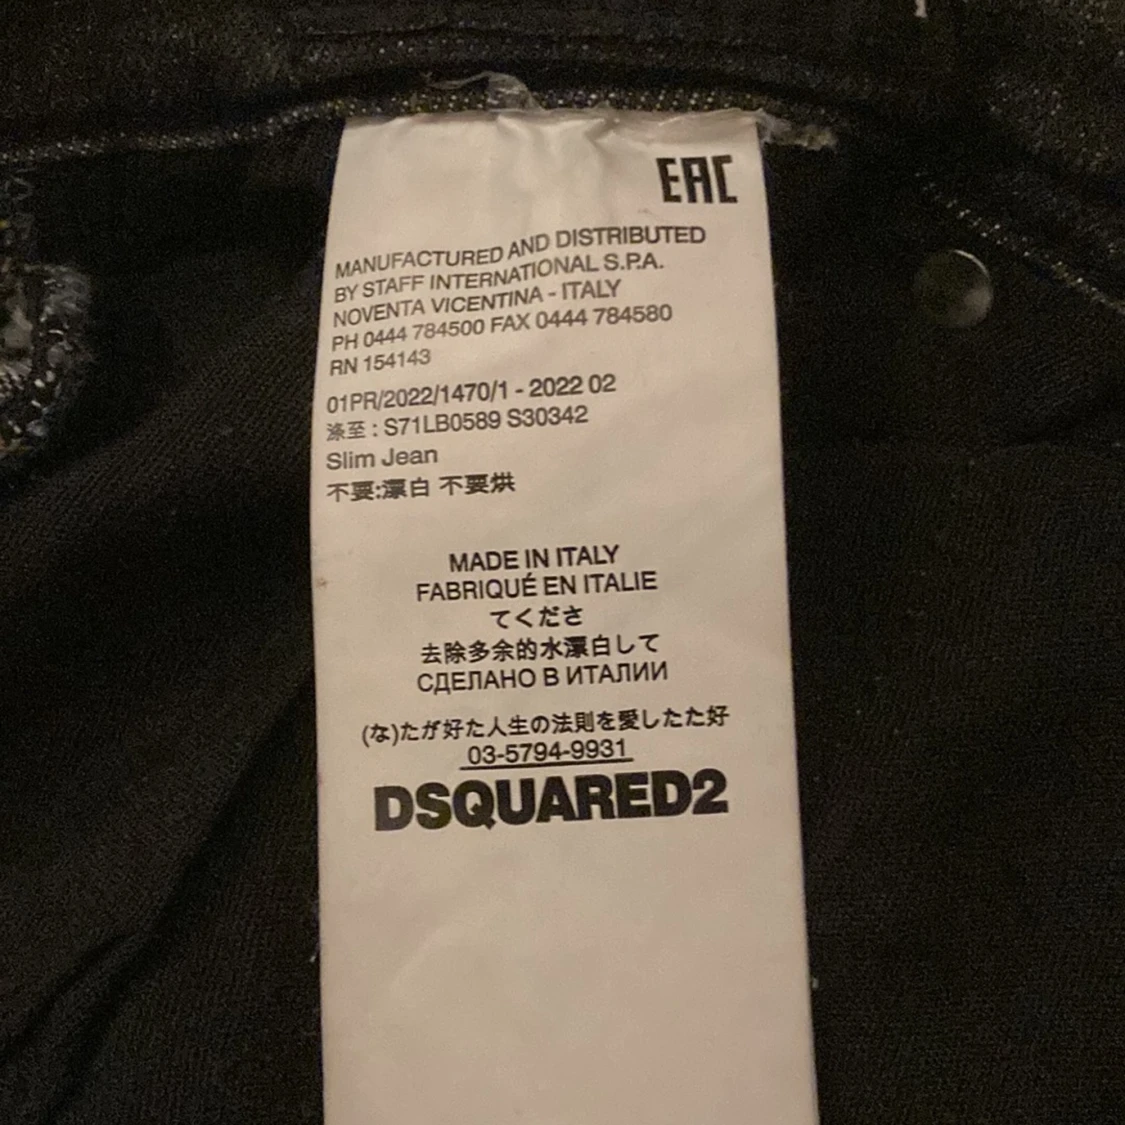 EAC
MANUFACTURED AND DISTRIBUTED
BY STAFF INTERNATIONAL S.P.A.
NOVENTA VICENTINA - ITALY
PH 0444 784500 FAX 0444 784580
RN 154143
01PR/2022/1470/1 - 2022 02
涤至 : S71LB0589 S30342
Slim Jean
不要:漂白 不要烘
MADE IN ITALY
FABRIQUÉ EN ITALIE
てくださ
去除多余的水漂白して
СДЕЛАНО В ИТАЛИИ
(な)たが好た人生の法則を愛したた好
03-5794-9931
DSQUARED2